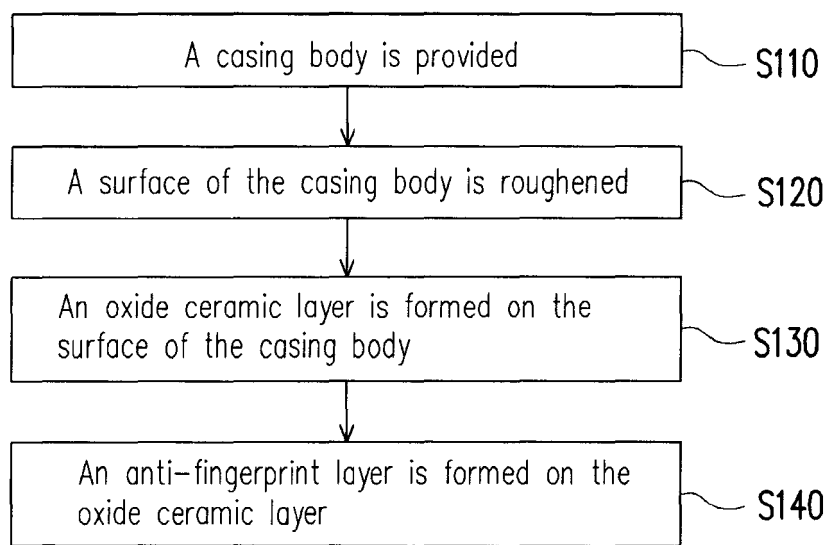 A casing body is provided
S110
A surface of the casing body is roughened
S120
An oxide ceramic layer is formed on the
surface of the casing body
S130
An anti-fingerprint layer is formed on the
oxide ceramic layer
S140